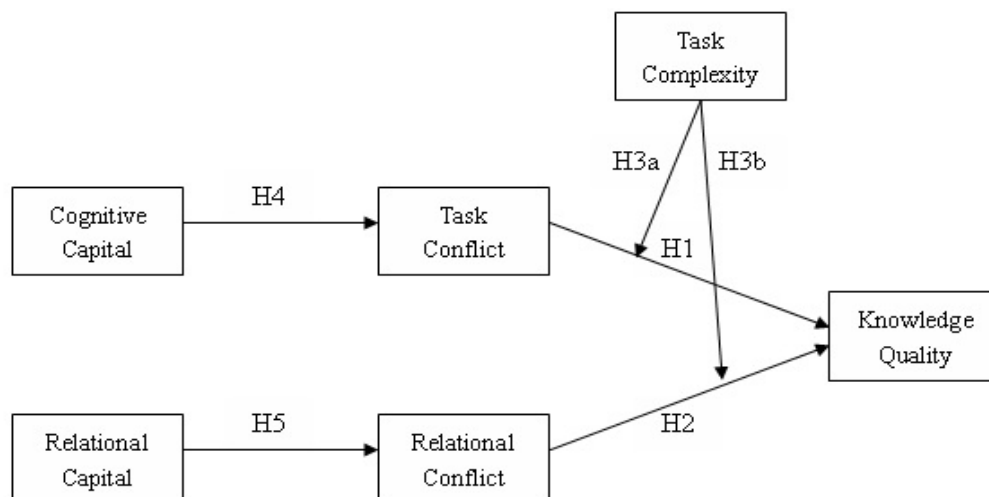 Task
Complexity
H3a
H3b
H4
Cognitive
Capital
Task
Conflict
H1
Knowledge
Quality
H5
H2
Relational
Capital
Relational
Conflict